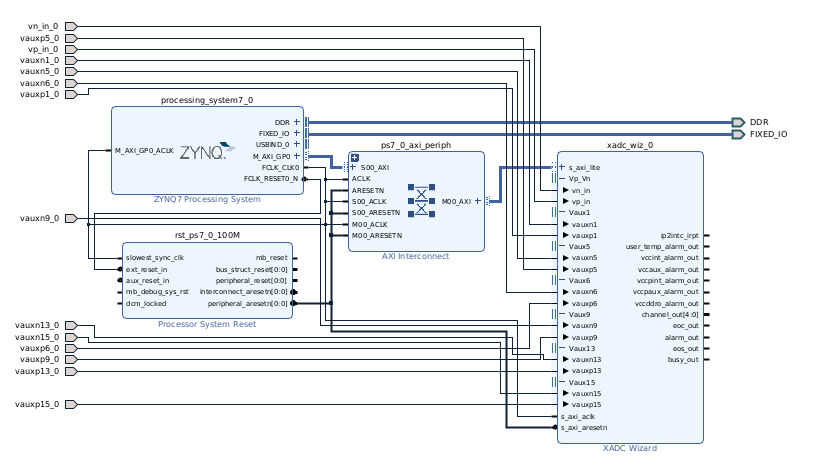 vn_in_0
vauxp5_0
vp_in_0
vauxn1_0
vauxn5_0
vauxn6_0
vauxp1_0
vauxn9_0
vauxn13_0
vauxn15_0
vauxp6_0
vauxp9_0
vauxp13_0
vauxp15_0
processing_system7_0
M_AXI_GP0_ACLK
ZYNQ.
DDR
FIXED_IO
USBIND_0
M_AXI_GP0
FCLK_CLK0
FCLK_RESET0_N
ZYNQ7 Processing System
rst_ps7_0_100M
slowest_sync_clk
ext_reset_in
aux_reset_in
mb_debug_sys_rst
dcm_locked
mb_reset
bus_struct_reset[0:0]
peripheral_reset[0:0]
interconnect_aresetn[0:0]
peripheral_aresetn[0:0]
Processor System Reset
ps7_0_axi_periph
S00_AXI
ACLK
ARESETN
S00_ACLK
S00_ARESETN
M00_ACLK
M00_ARESETN
M00_AXI
AXI Interconnect
xadc_wiz_0
s_axi_lite
Vp_Vn
vn_in
vp_in
Vaux1
vauxn1
vauxp1
Vaux5
vauxn5
vauxp5
Vaux6
vauxn6
vauxp6
Vaux9
vauxn9
vauxp9
Vaux13
vauxn13
vauxp13
Vaux15
vauxn15
vauxp15
s_axi_aclk
s_axi_aresetn
ip2intc_irpt
user_temp_alarm_out
vccint_alarm_out
vccaux_alarm_out
vccpint_alarm_out
vccpaux_alarm_out
vccddro_alarm_out
channel_out[4:0]
eoc_out
alarm_out
eos_out
busy_out
XADC Wizard
DDR
FIXED_IO